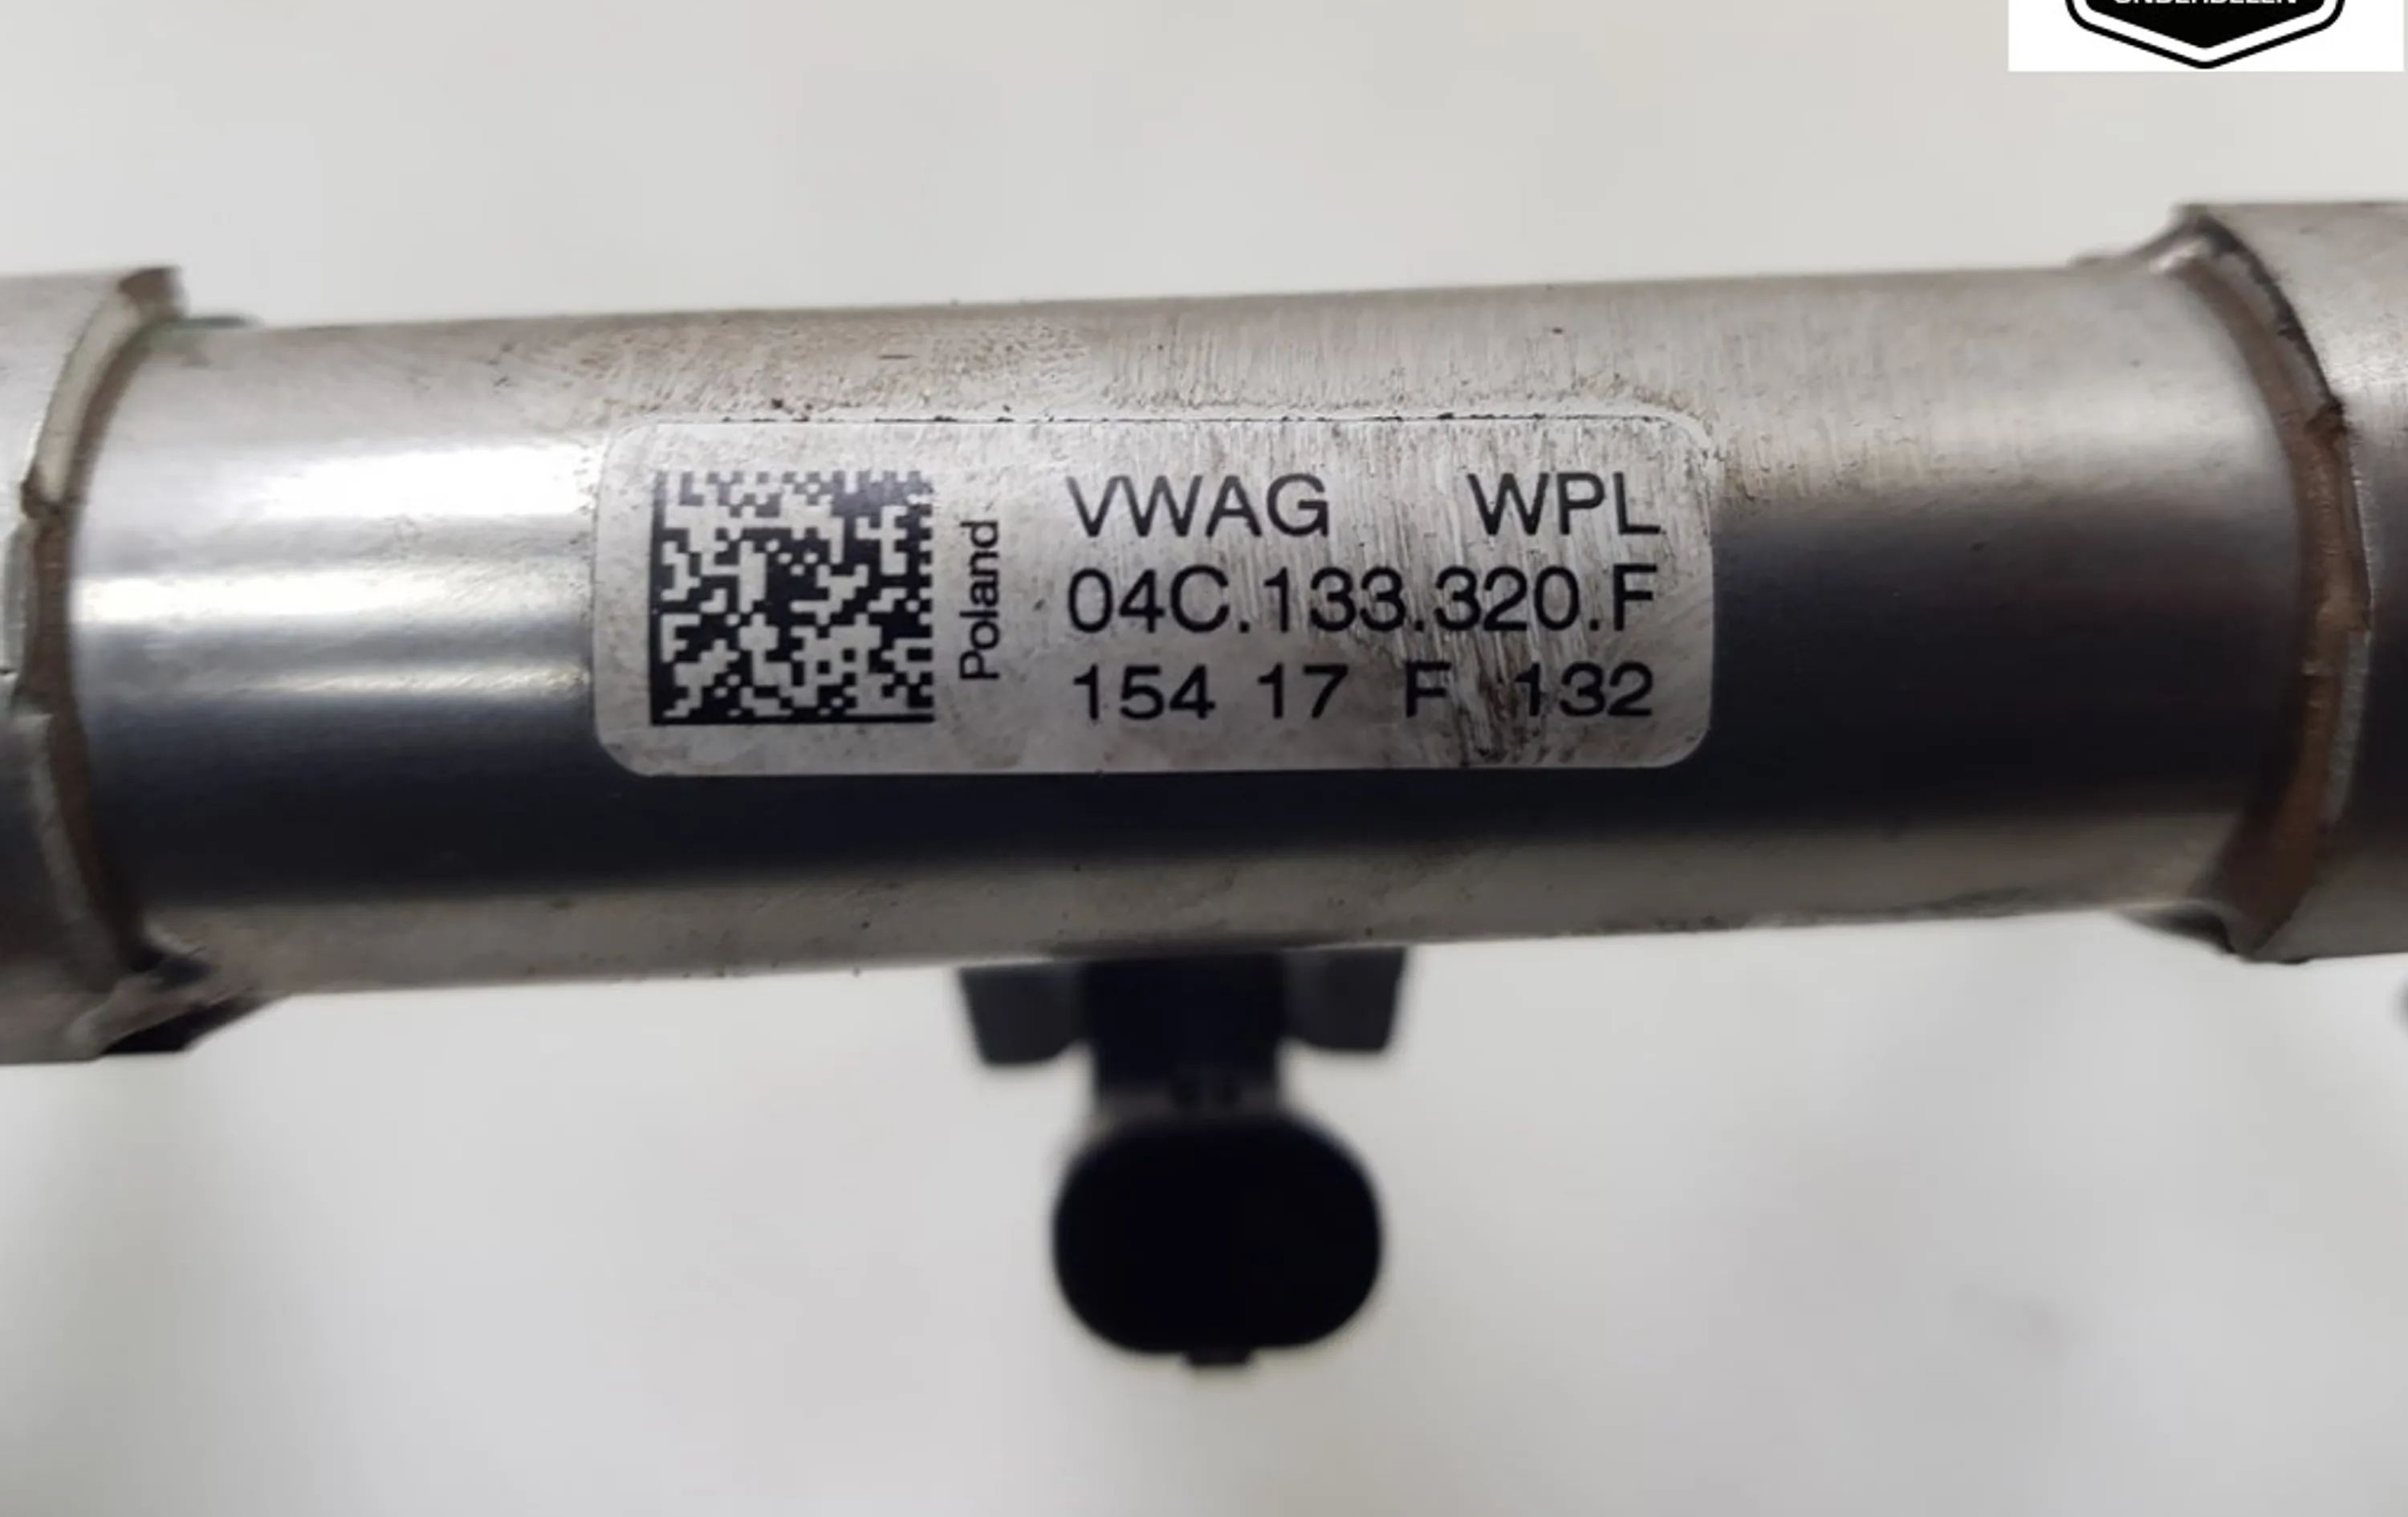 Poland
VWAG WPL
04C.133.320.F
154 17 F 132